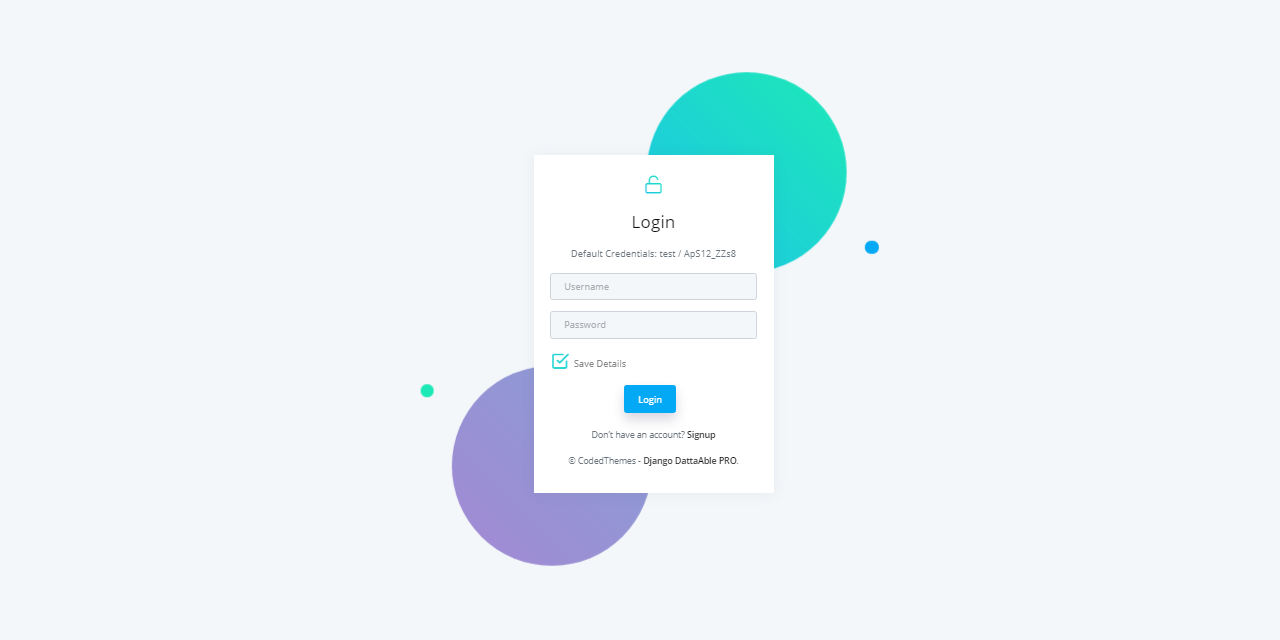 Login
Default Credentials: test / ApS12_ZZs8
Username
Password
Save Details
Login
Don't have an account? Signup
© CodedThemes - Django DattaAble PRO.